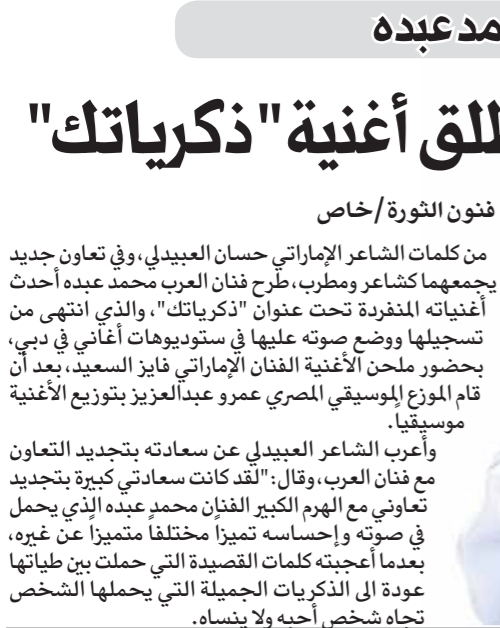 مد عبده
لق أغنية "ذكرياتك"
فنون الثورة/خاص
من كلمات الشاعر الإماراتي حسان العبيدلي، وفي تعاون جديد
يجمعهما كشاعر ومطرب، طرح فنان العرب محمد عبده أحدث
أغنياته المنفردة تحت عنوان "ذكرياتك"، والذي انتهى من
تسجيلها ووضع صوته عليها في ستوديوهات أغاني في دبي،
بحضور ملحن الأغنية الفنان الإماراتي فايز السعيد، بعد أن
قام الموزع الموسيقي المصري عمرو عبدالعزيز بتوزيع الأغنية
موسيقياً.
وأعرب الشاعر العبيدلي عن سعادته بتجديد التعاون
مع فنان العرب، وقال: "لقد كانت سعادتي كبيرة بتجديد
تعاوني مع الهرم الكبير الفنان محمد عبده الذي يحمل
في صوته وإحساسه تميزاً مختلفاً متميزاً عن غيره،
بعدما أعجبته كلمات القصيدة التي حملت بين طياتها
عودة الى الذكريات الجميلة التي يحملها الشخص
تجاه شخص أحبه ولا ينساه.